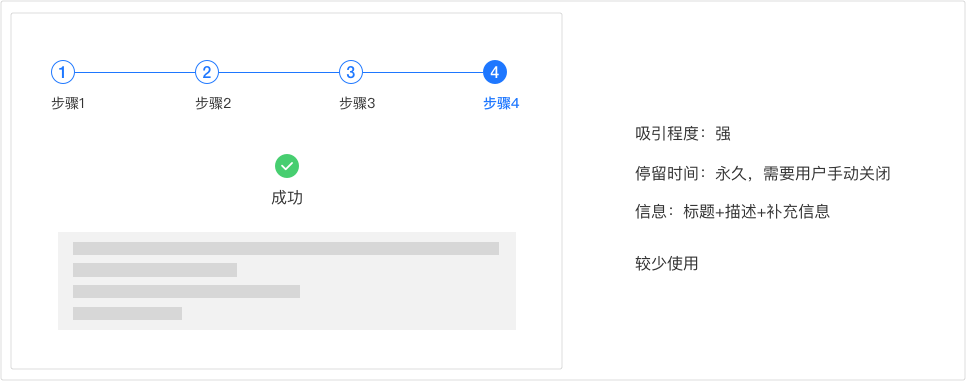 1 2 3 4
步骤1 步骤2 步骤3 步骤4
成功
吸引程度：强
停留时间：永久，需要用户手动关闭
信息：标题+描述+补充信息
较少使用